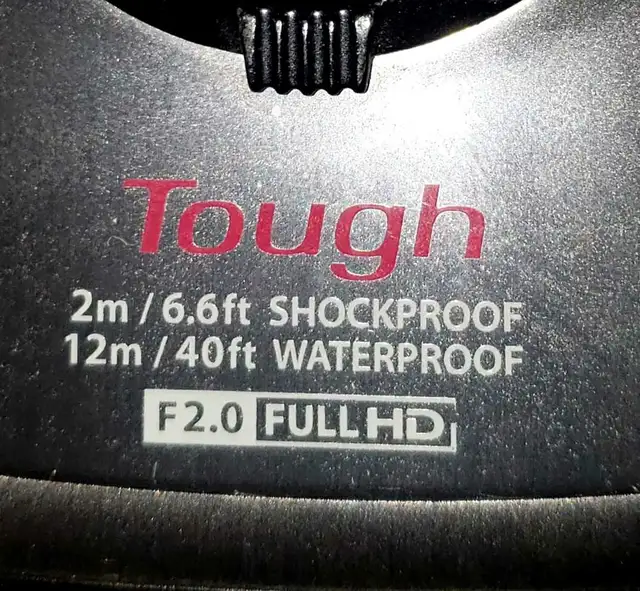 Tough
2m / 6.6ft SHOCKPROOF
12m / 40ft WATERPROOF
F2.0 FULL HD